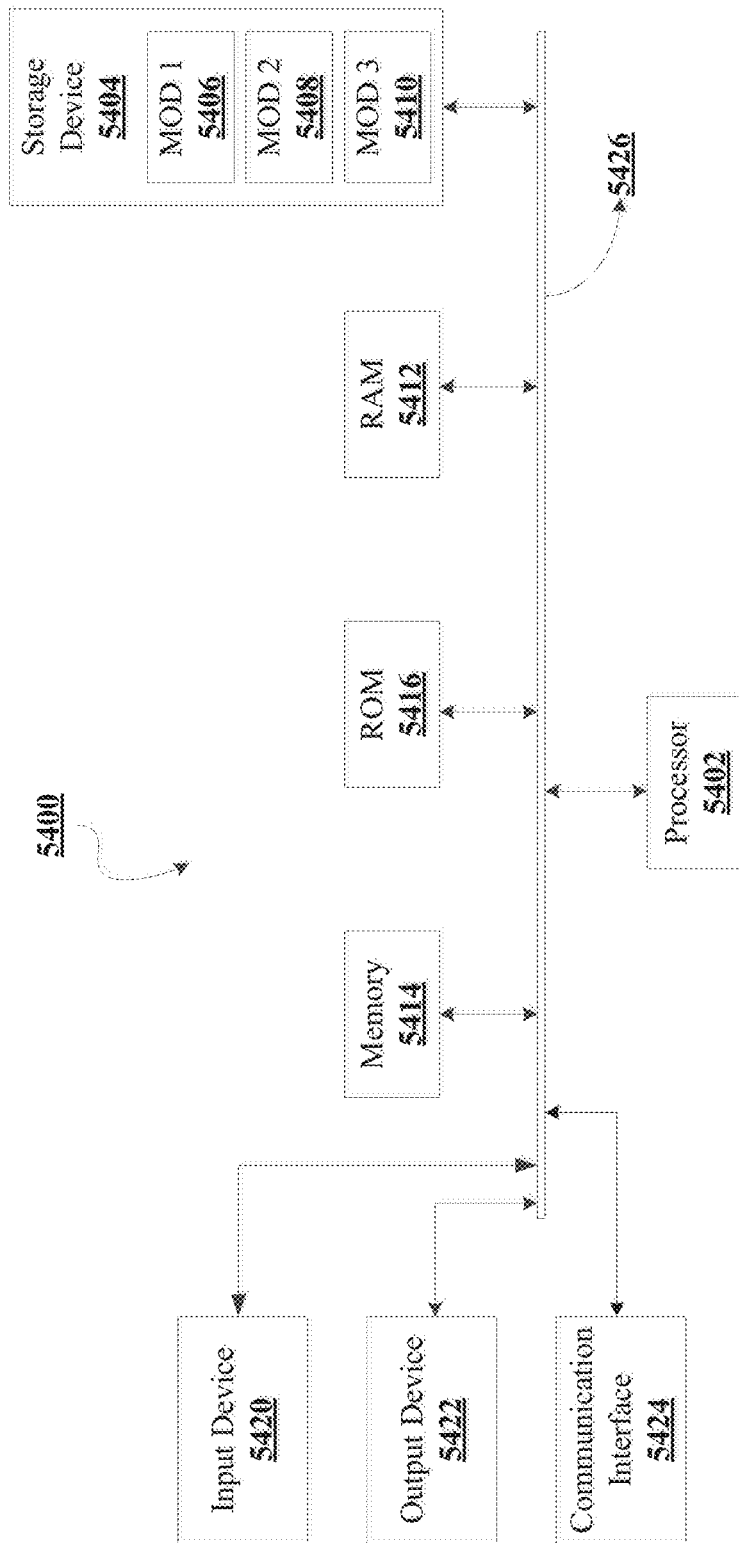 5400
Input Device
5420
Output Device
5422
Communication
Interface
5424
Memory
5414
ROM
5416
RAM
5412
Storage
Device
5404
MOD 1
5406
MOD 2
5408
MOD 3
5410
Processor
5402
5426